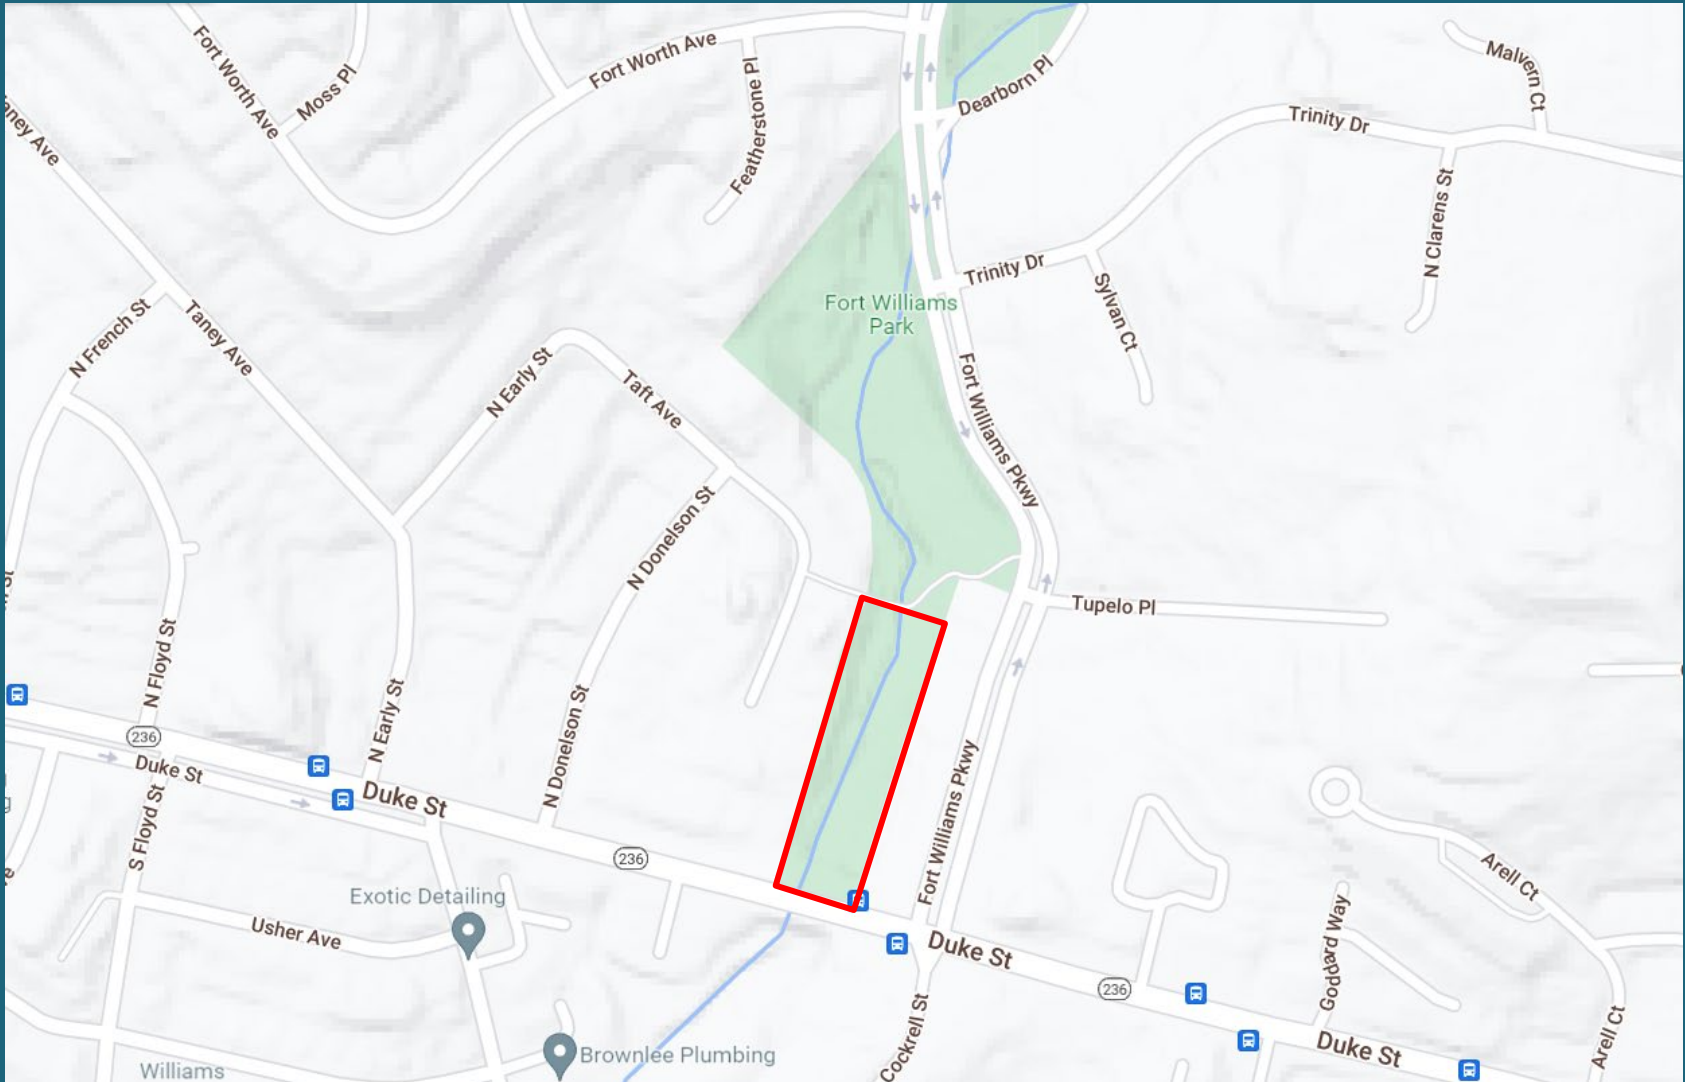 Fort Worth Ave
Moss Pl
Fort Worth Ave
Featherstone Pl
Dearborn Pl
Malvern Ct
Trinity Dr
N Clarens St
Taney Ave
N French St
Trinity Dr
Sylvan Ct
Fort Williams
Park
N Early St
Taft Ave
Fort Williams Pkwy
N Donelson St
Tupelo Pl
N Floyd St
N Early St
N Donelson St
Fort Williams Pkwy
236
Duke St
Duke St
S Floyd St
236
Exotic Detailing
Usher Ave
Arell Ct
Duke St
236
Goddard Way
Cockrell St
Duke St
Arell Ct
Brownlee Plumbing
Williams